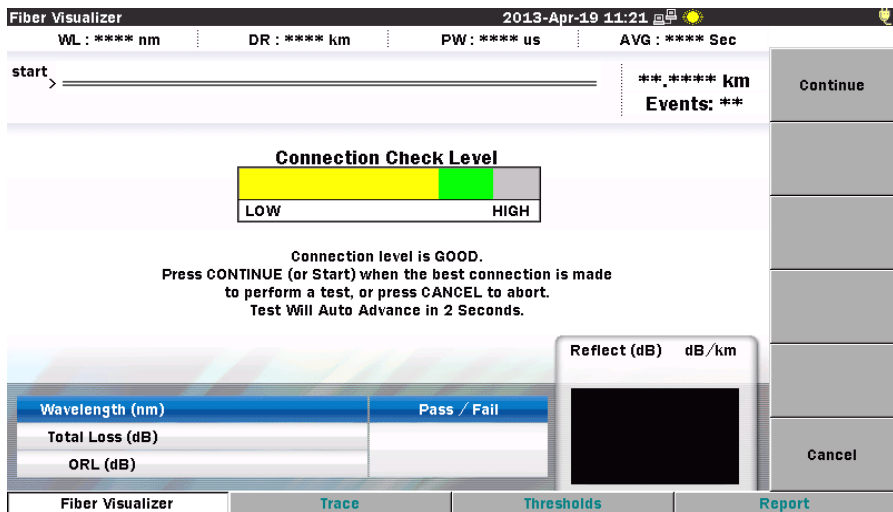 Fiber Visualizer 2013-Apr-19 11:21
WL : **** nm DR : **** km PW : **** us AVG : **** Sec
start
**.**** km
Events: **
Continue
Connection Check Level
LOW HIGH
Connection level is GOOD.
Press CONTINUE (or Start) when the best connection is made
to perform a test, or press CANCEL to abort.
Test Will Auto Advance in 2 Seconds.
Reflect (dB) dB/km
Wavelength (nm) Pass / Fail
Total Loss (dB)
ORL (dB)
Cancel
Fiber Visualizer Trace Thresholds Report